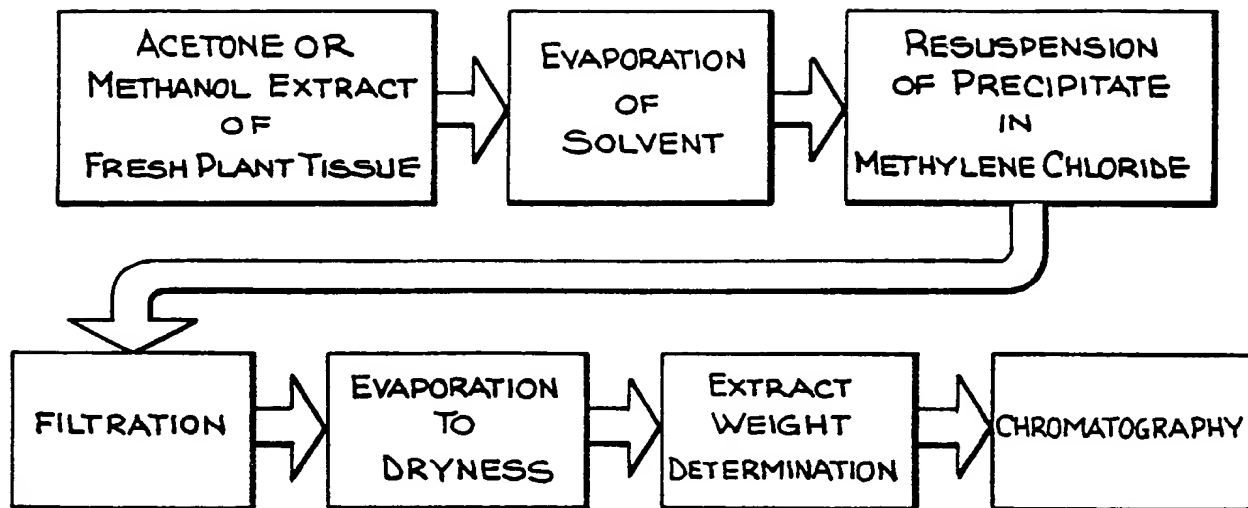 ACETONE OR
METHANOL EXTRACT
OF
FRESH PLANT TISSUE
EVAPORATION
OF
SOLVENT
RESUSPENSION
OF PRECIPITATE
IN
METHYLENE CHLORIDE
FILTRATION
EVAPORATION
TO
DRYNESS
EXTRACT
WEIGHT
DETERMINATION
CHROMATOGRAPHY